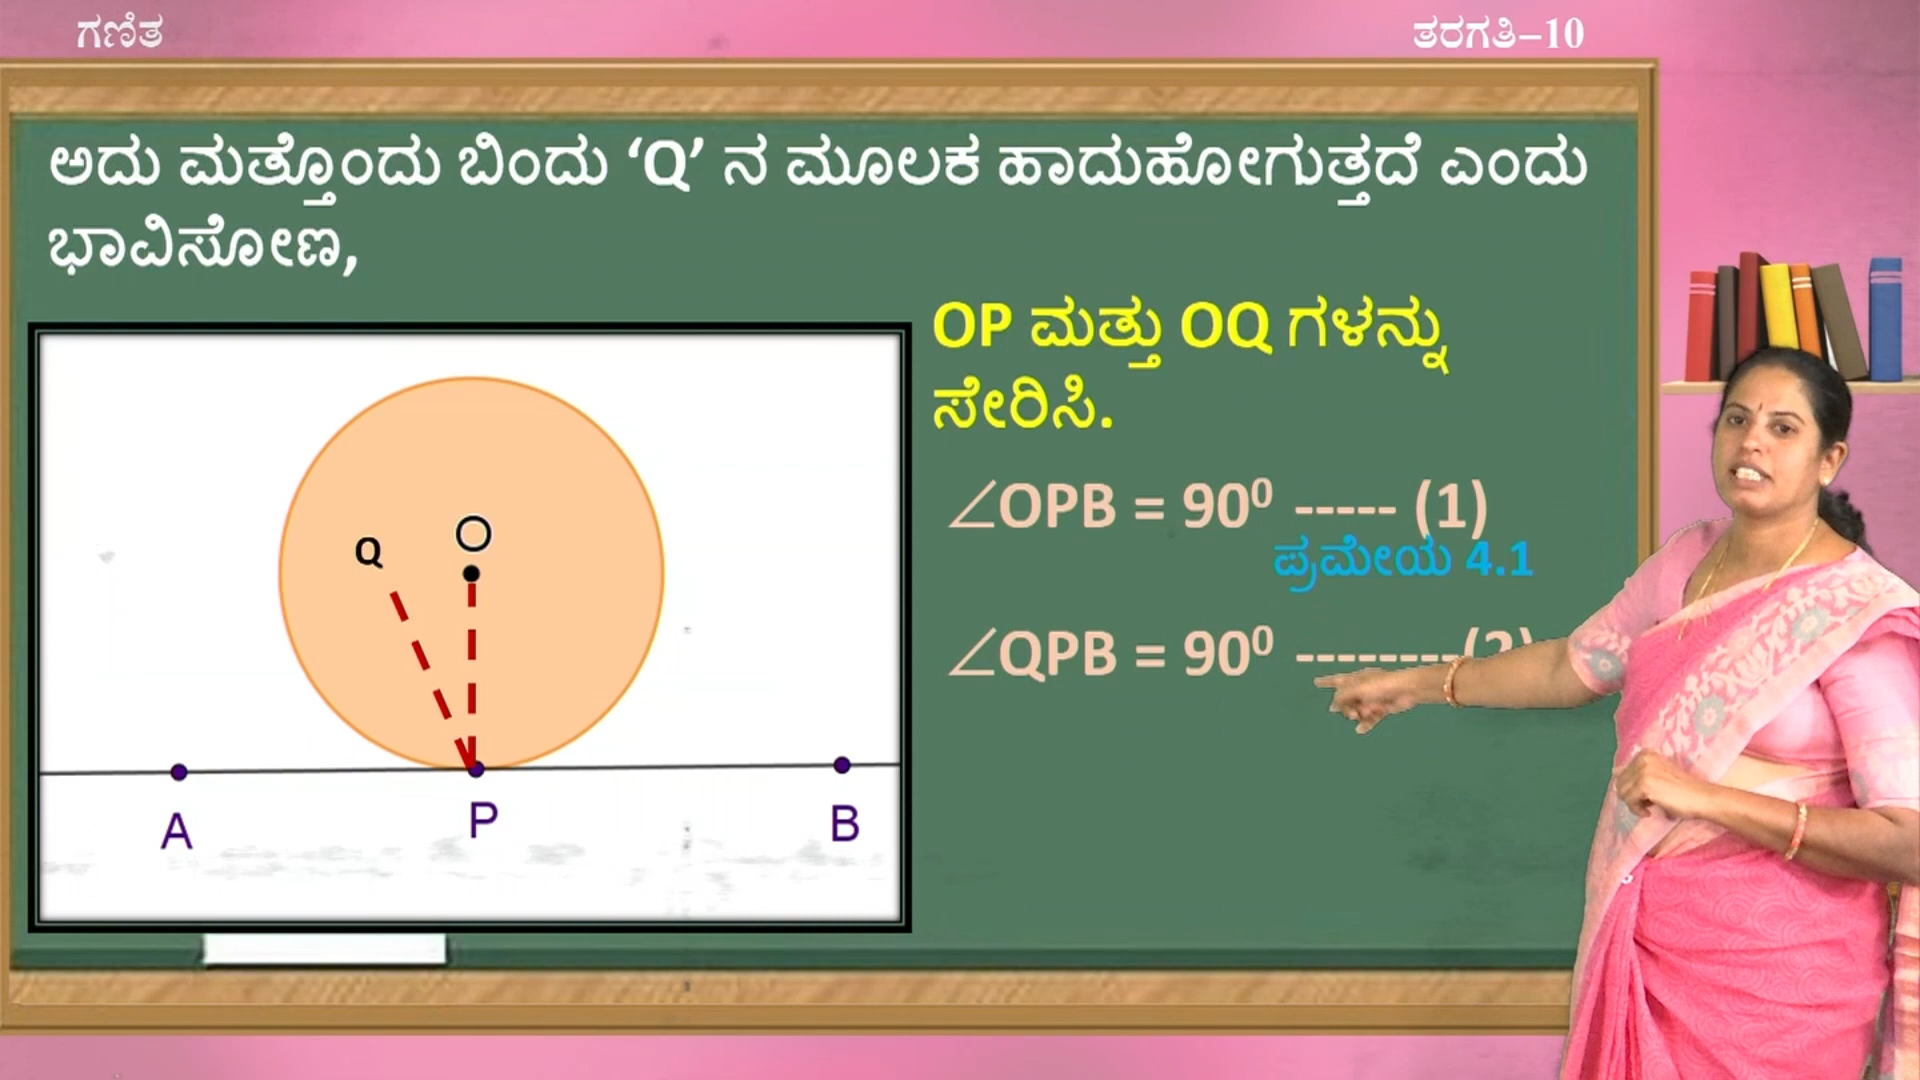 ಗಣಿತ
ತರಗತಿ–10
ಅದು ಮತ್ತೊಂದು ಬಿಂದು ‘Q’ ನ ಮೂಲಕ ಹಾದುಹೋಗುತ್ತದೆ ಎಂದು
ಭಾವಿಸೋಣ,
OP ಮತ್ತು OQ ಗಳನ್ನು
ಸೇರಿಸಿ.
∠OPB = 90⁰ ----- (1)
ಪ್ರಮೇಯ 4.1
∠QPB = 90⁰ --------(2)
Q
O
A
P
B